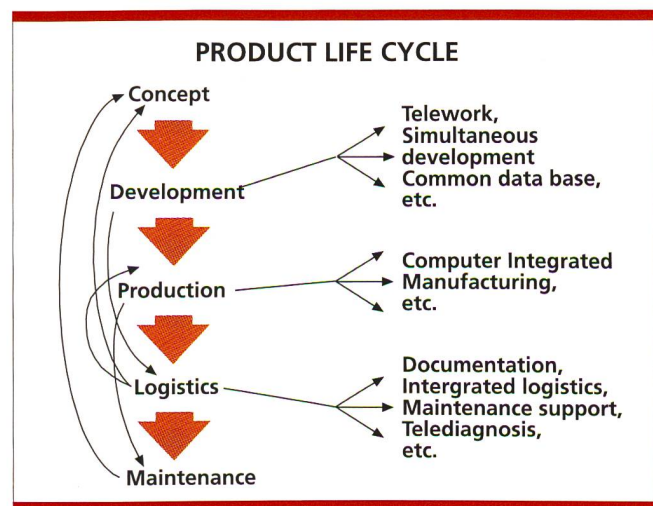 PRODUCT LIFE CYCLE
Concept
Development
Production
Logistics
Maintenance
Telework,
Simultaneous
development
Common data base,
etc.
Computer Integrated
Manufacturing,
etc.
Documentation,
Intergrated logistics,
Maintenance support,
Telediagnosis,
etc.